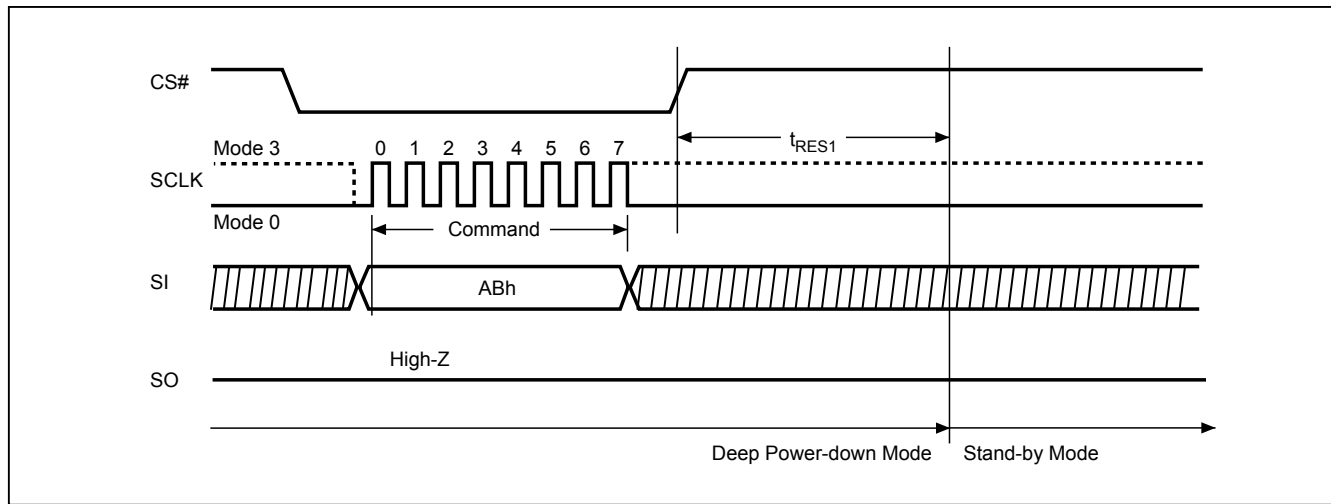 CS#
tRES1
Mode 3
0 1 2 3 4 5 6 7
SCLK
Mode 0
Command
SI
ABh
High-Z
SO
Deep Power-down Mode
Stand-by Mode